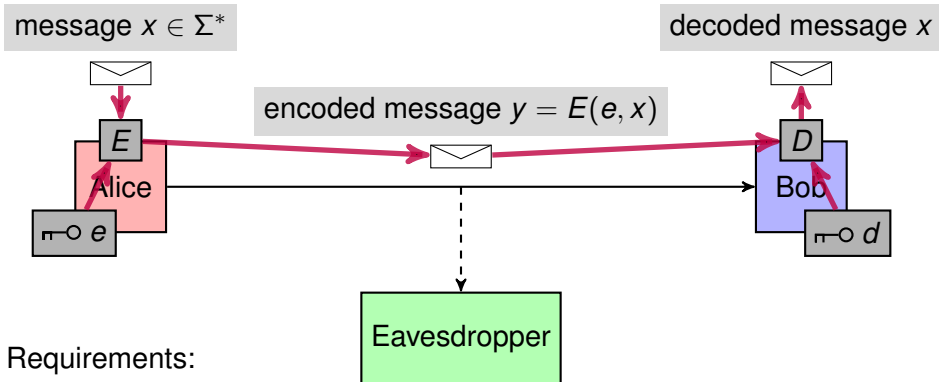 message x ∈ Σ*
decoded message x
encoded message y = E(e, x)
E
D
Alice
Bob
e
d
Eavesdropper
Requirements: